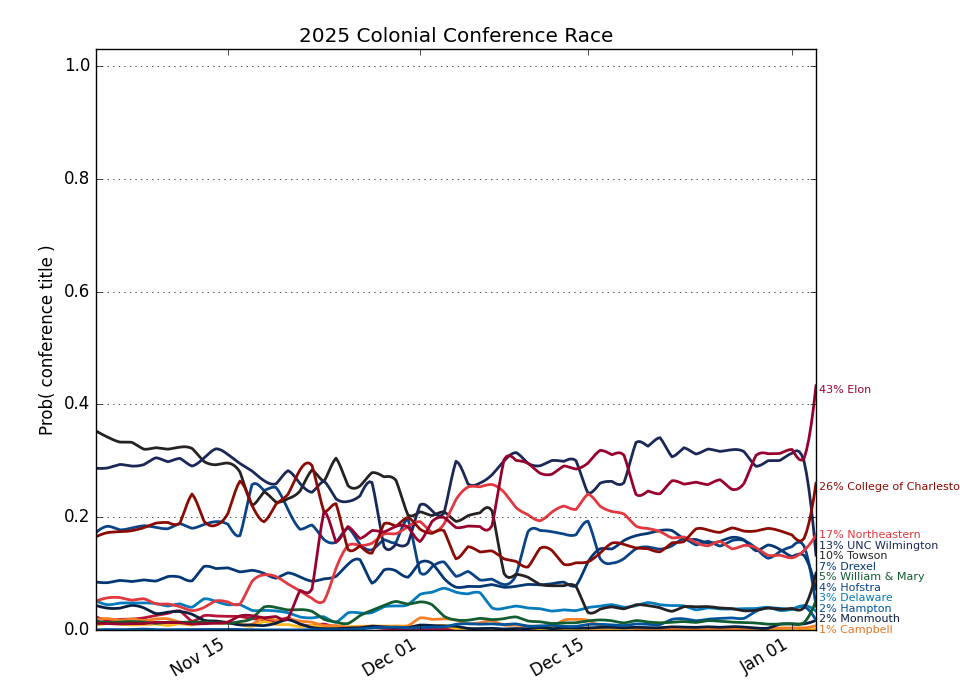 2025 Colonial Conference Race
Prob( conference title )
1.0
0.8
0.6
0.4
0.2
0.0
Nov 15
Dec 01
Dec 15
Jan 01
43% Elon
26% College of Charlesto
17% Northeastern
13% UNC Wilmington
10% Towson
7% Drexel
5% William & Mary
4% Hofstra
3% Delaware
2% Hampton
2% Monmouth
1% Campbell